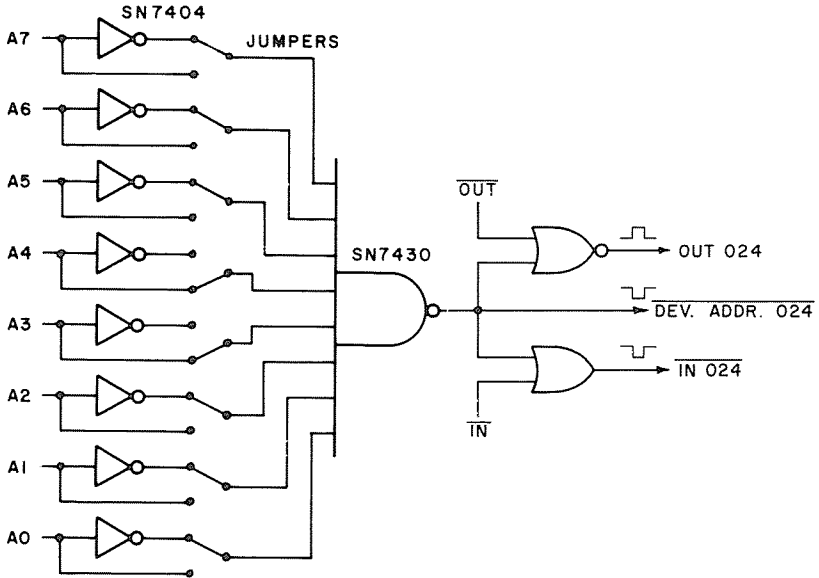 SN7404
A7
JUMPERS
A6
A5
OUT
A4
SN7430
OUT 024
DEV. ADDR. 024
A3
IN 024
A2
IN
A1
A0